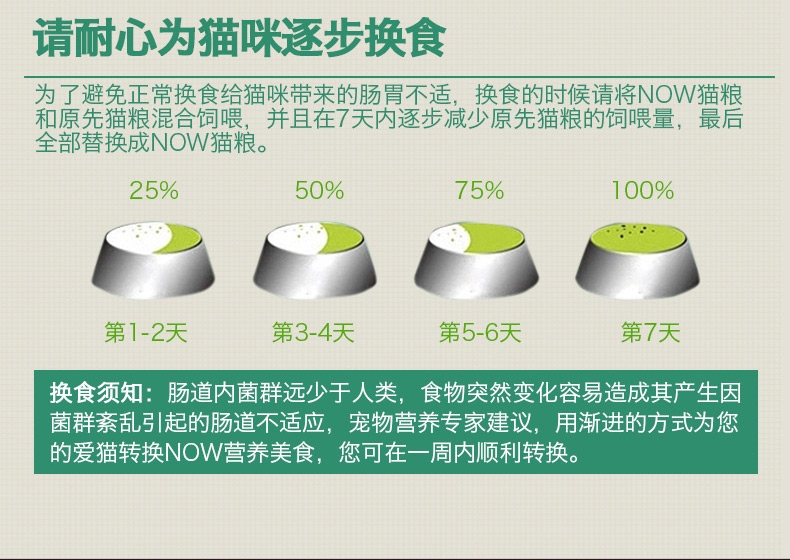 请耐心为猫咪逐步换食
为了避免正常换食给猫咪带来的肠胃不适，换食的时候请将NOW猫粮
和原先猫粮混合饲喂，并且在7天内逐步减少原先猫粮的饲喂量，最后
全部替换成NOW猫粮。
25% 50% 75% 100%
第1-2天 第3-4天 第5-6天 第7天
换食须知：肠道内菌群远少于人类，食物突然变化容易造成其产生因
菌群紊乱引起的肠道不适应，宠物营养专家建议，用渐进的方式为您
的爱猫转换NOW营养美食，您可在一周内顺利转换。